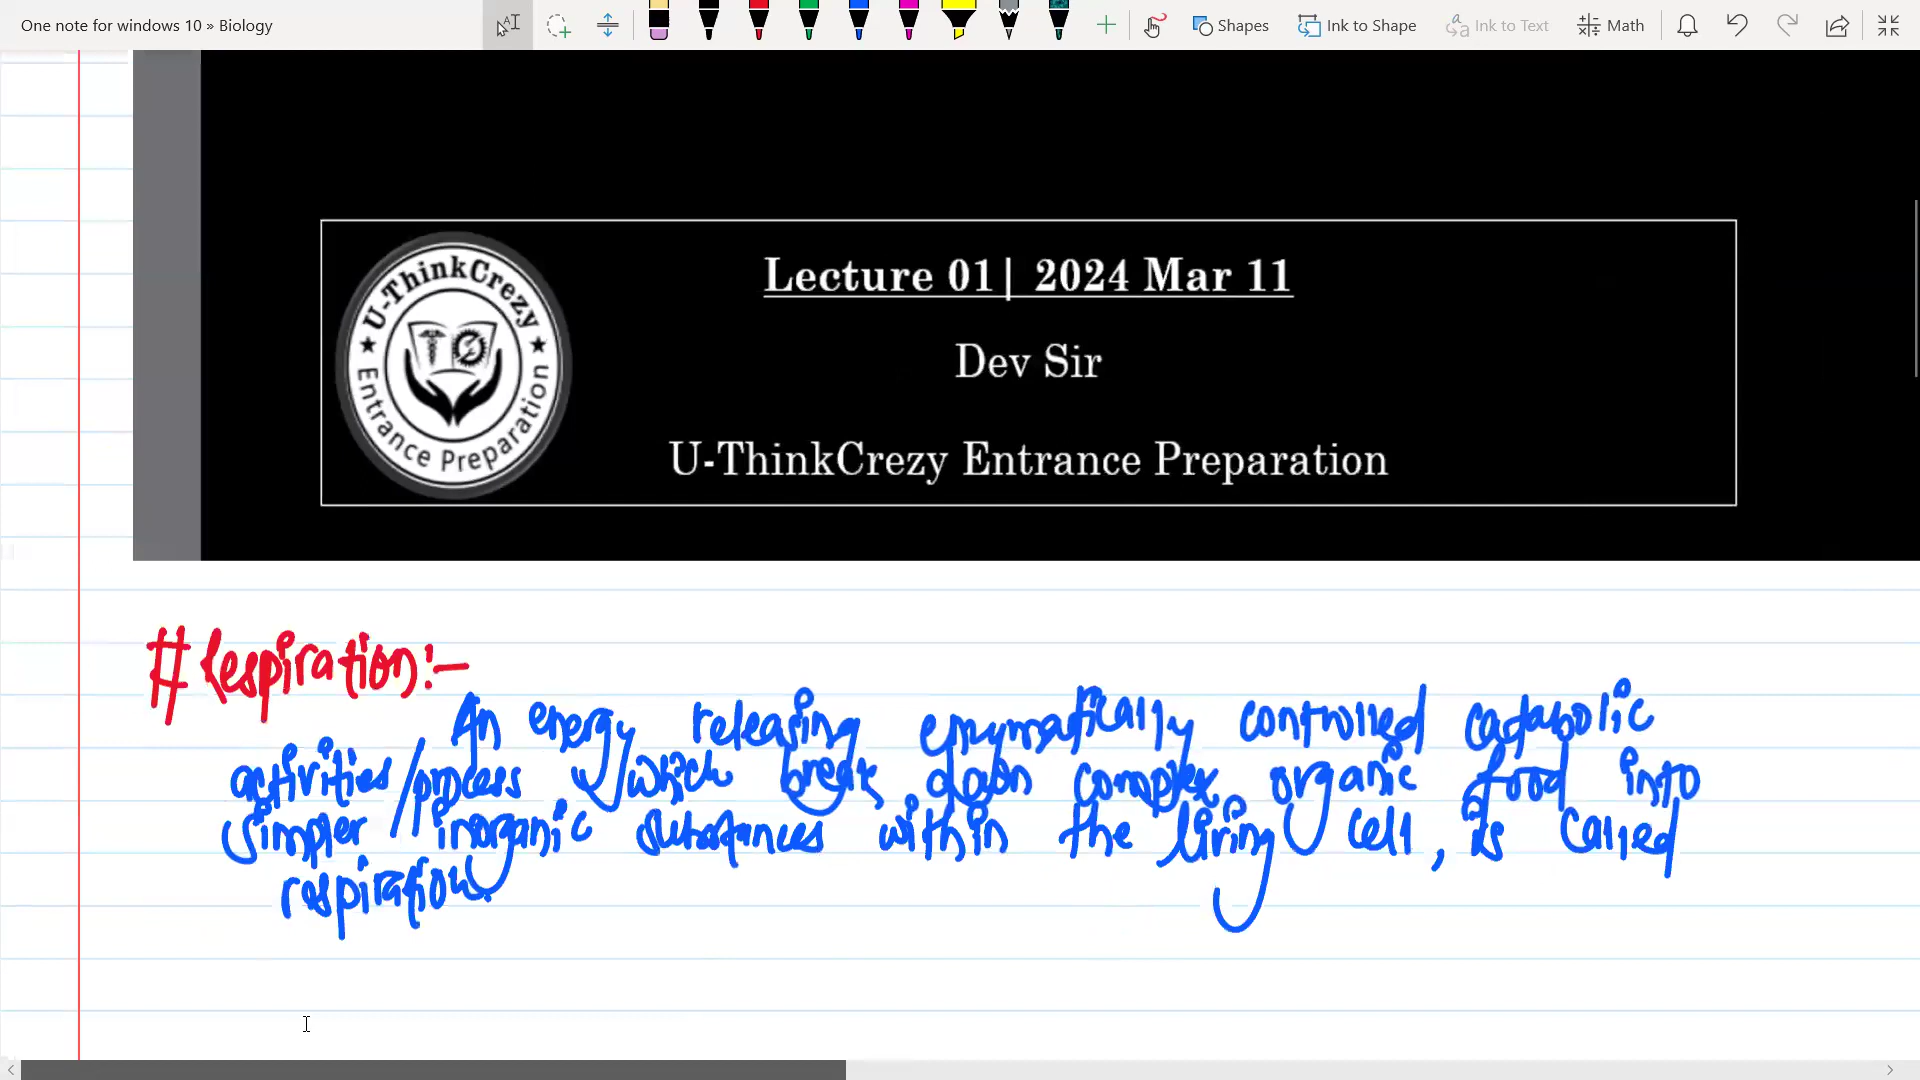 One note for windows 10 » Biology
Shapes
Ink to Shape
Ink to Text
Math
U-ThinkCrezy
Entrance Preparation
Lecture 01| 2024 Mar 11
Dev Sir
U-ThinkCrezy Entrance Preparation
# Respiration:-
An energy releasing enzymatically controlled catabolic
activities/process which break down complex organic food into
simpler / inorganic substances within the living cell, is called
respiration.